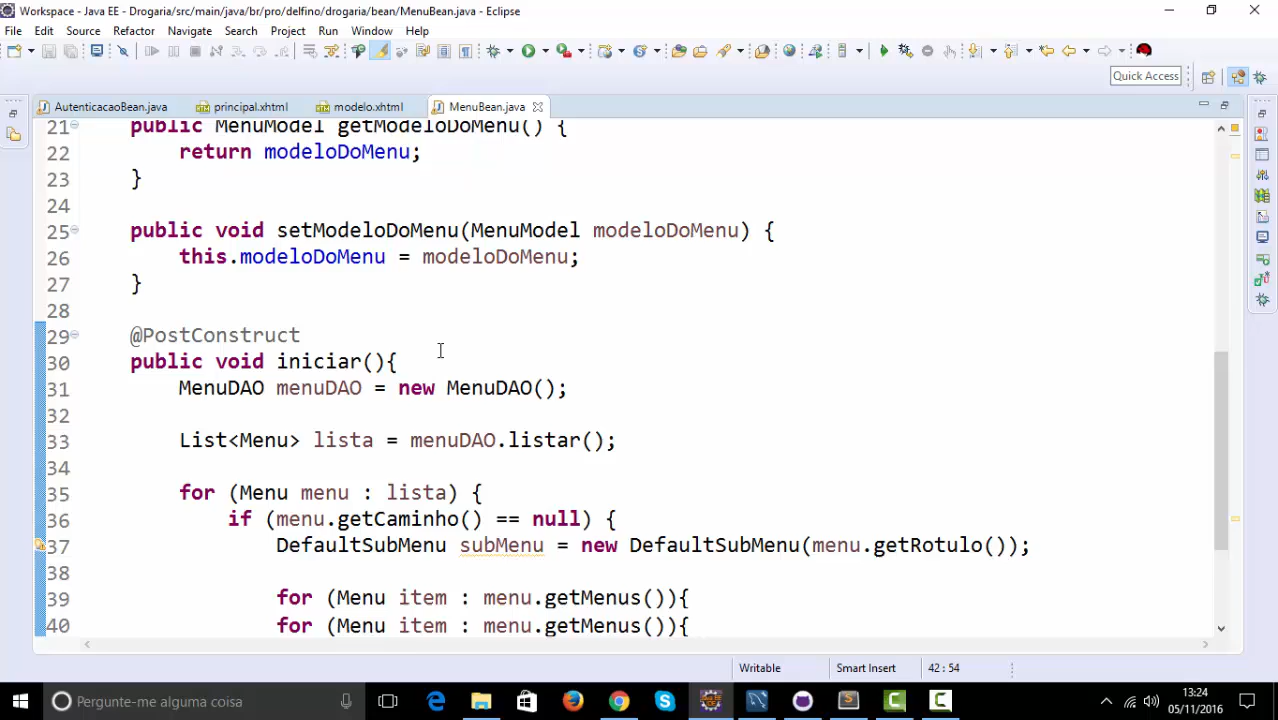 Workspace - Java EE - Drogaria/src/main/java/br/pro/delfino/drogaria/bean/MenuBean.java - Eclipse
File Edit Source Refactor Navigate Search Project Run Window Help
Quick Access
AutenticacaoBean.java principal.xhtml modelo.xhtml MenuBean.java
21 public MenuModel getModeloDoMenu() {
22 return modeloDoMenu;
23 }
24
25 public void setModeloDoMenu(MenuModel modeloDoMenu) {
26 this.modeloDoMenu = modeloDoMenu;
27 }
28
29 @PostConstruct
30 public void iniciar(){
31 MenuDAO menuDAO = new MenuDAO();
32
33 List<Menu> lista = menuDAO.listar();
34
35 for (Menu menu : lista) {
36 if (menu.getCaminho() == null) {
37 DefaultSubMenu subMenu = new DefaultSubMenu(menu.getRotulo());
38
39 for (Menu item : menu.getMenus()){
40 for (Menu item : menu.getMenus()){
Writable Smart Insert 42 : 54
Pergunte-me alguma coisa 13:24
05/11/2016